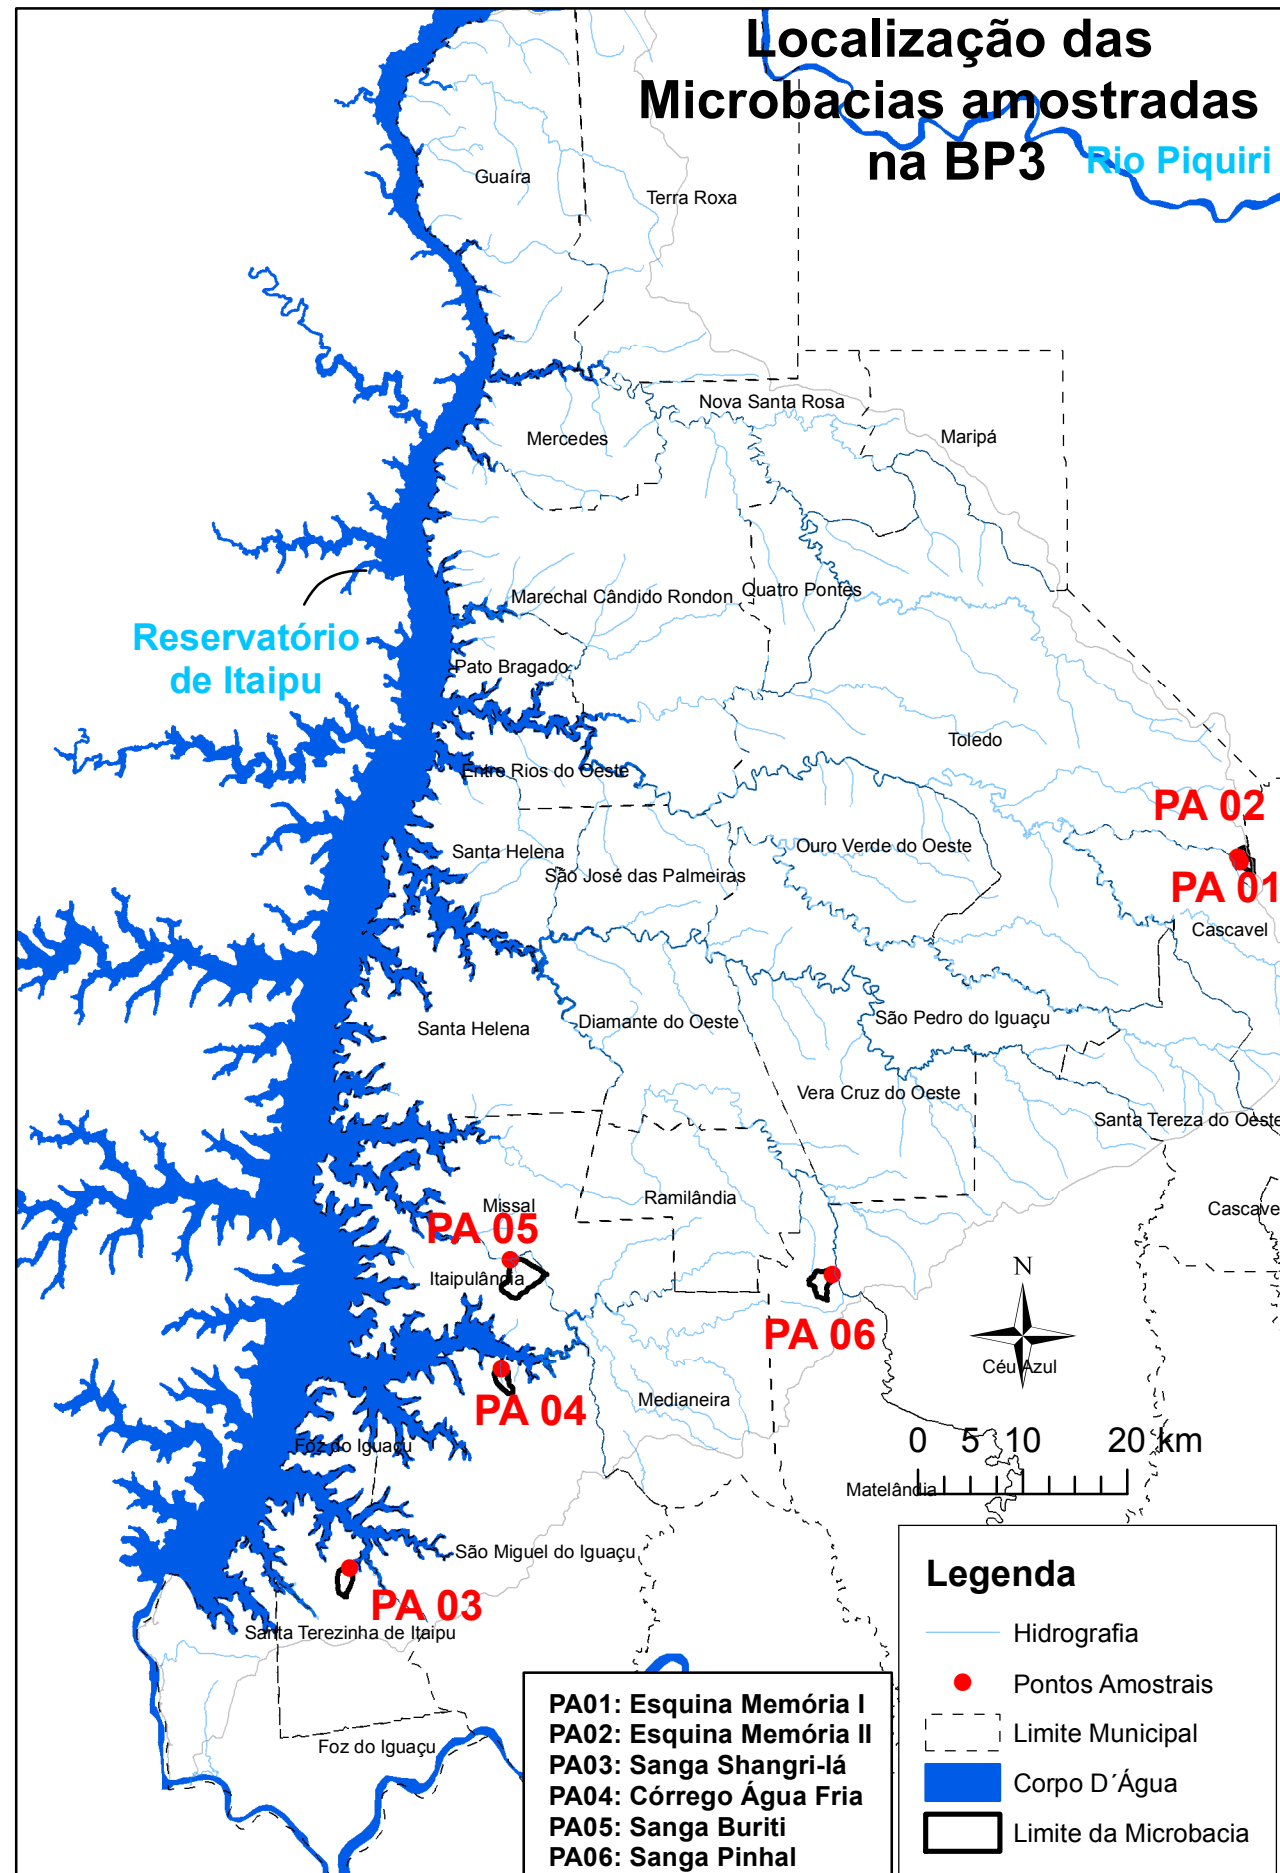 Localização das
Microbacias amostradas
na BP3
Rio Piquiri
Guaíra
Terra Roxa
Nova Santa Rosa
Mercedes
Maripá
Marechal Cândido Rondon
Quatro Pontes
Reservatório
de Itaipu
Pato Bragado
Toledo
Entre Rios do Oeste
PA 02
Santa Helena
Ouro Verde do Oeste
São José das Palmeiras
PA 01
Cascavel
Santa Helena
Diamante do Oeste
São Pedro do Iguaçu
Vera Cruz do Oeste
Santa Tereza do Oeste
Missal
Ramilândia
Cascave
PA 05
Itaipulândia
N
PA 06
Céu Azul
PA 04
Medianeira
Foz do Iguaçu
0 5 10 20 km
Matelândia
São Miguel do Iguaçu
PA 03
Santa Terezinha de Itaipu
Foz do Iguaçu
PA01: Esquina Memória I
PA02: Esquina Memória II
PA03: Sanga Shangri-lá
PA04: Córrego Água Fria
PA05: Sanga Buriti
PA06: Sanga Pinhal
Legenda
Hidrografia
Pontos Amostrais
Limite Municipal
Corpo D´Água
Limite da Microbacia